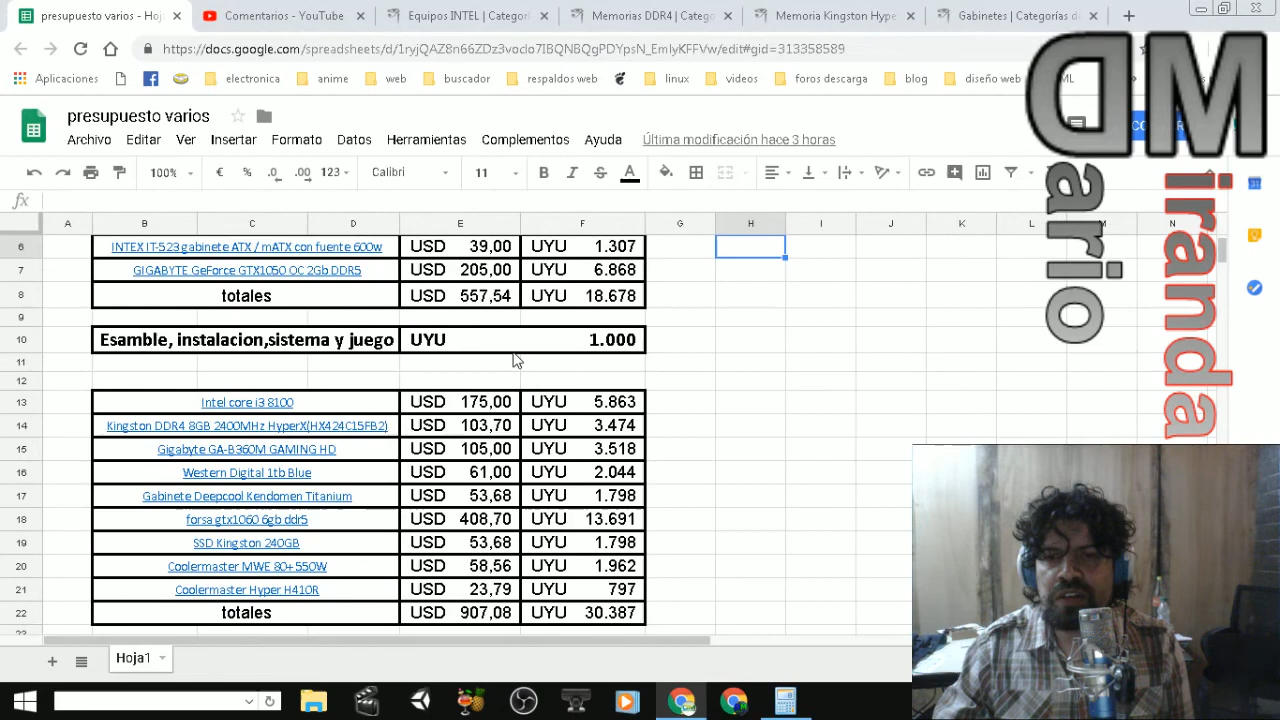 presupuesto varios - Hoj
Comentarios - YouTube
Equipos INTEL | Categorí
Memorias DDR4 | Catego
Memoria Kingston Hype
Gabinetes | Categorías d
https://docs.google.com/spreadsheets/d/
Aplicaciones
electronica
anime
web
buscador
respaldos web
linux
videos
foros descarga
blog
diseño web
presupuesto varios
Archivo Editar Ver Insertar Formato Datos Herramientas Complementos Ayuda Última modificación hace 3 horas
100% € % .0 .00 123 Calibri 11 B I S A
fx
A B C D E F G H I J K L M N
6 INTEX IT-523 gabinete ATX / mATX con fuente 600w USD 39,00 UYU 1.307
7 GIGABYTE GeForce GTX1050 OC 2Gb DDR5 USD 205,00 UYU 6.868
8 totales USD 557,54 UYU 18.678
9
10 Esamble, instalacion,sistema y juego UYU 1.000
11
12
13 Intel core i3 8100 USD 175,00 UYU 5.863
14 Kingston DDR4 8GB 2400MHz HyperX(HX424C15FB2) USD 103,70 UYU 3.474
15 Gigabyte GA-B360M GAMING HD USD 105,00 UYU 3.518
16 Western Digital 1tb Blue USD 61,00 UYU 2.044
17 Gabinete Deepcool Kendomen Titanium USD 53,68 UYU 1.798
18 forsa gtx1060 6gb ddr5 USD 408,70 UYU 13.691
19 SSD Kingston 240GB USD 53,68 UYU 1.798
20 Coolermaster MWE 80+ 550W USD 58,56 UYU 1.962
21 Coolermaster Hyper H410R USD 23,79 UYU 797
22 totales USD 907,08 UYU 30.387
Hoja1
Dario
Miranda